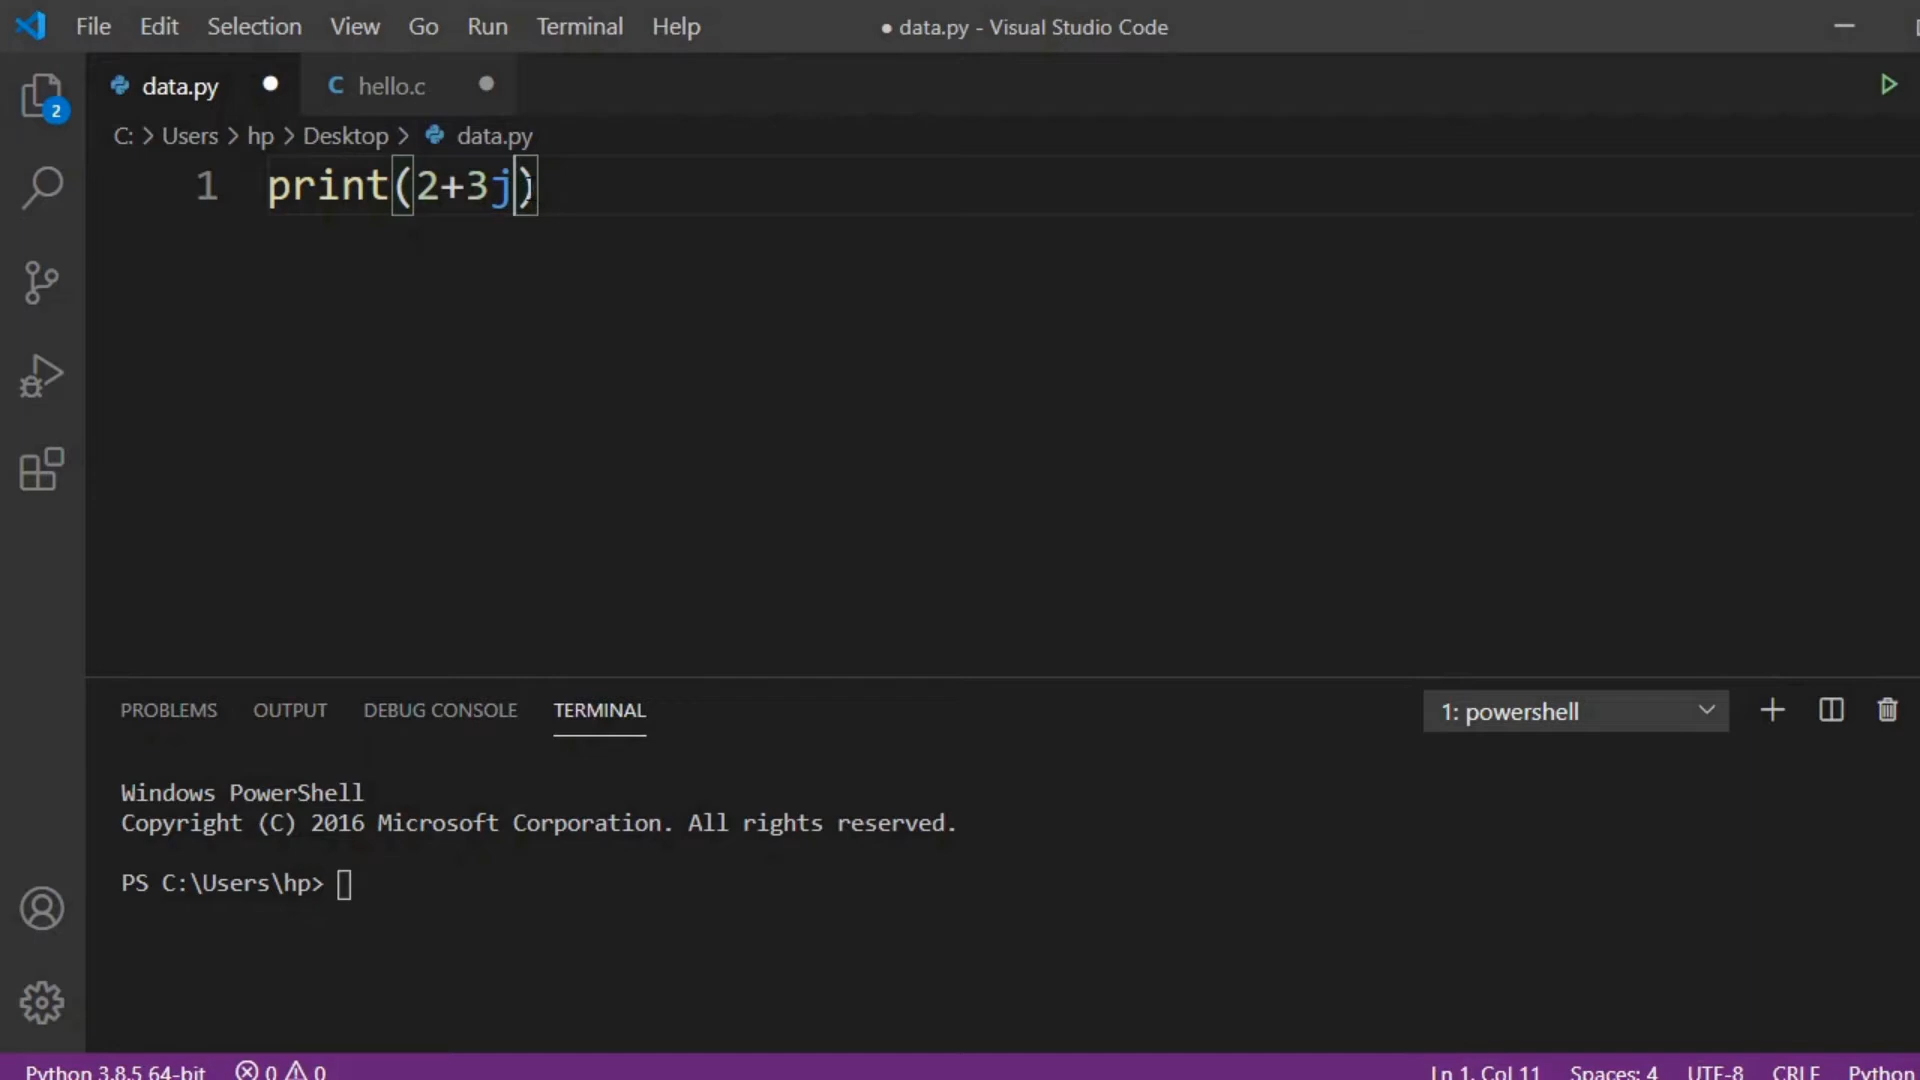 File Edit Selection View Go Run Terminal Help ● data.py - Visual Studio Code
data.py C hello.c
2
C: > Users > hp > Desktop > data.py
1 print(2+3j)
PROBLEMS OUTPUT DEBUG CONSOLE TERMINAL 1: powershell
Windows PowerShell
Copyright (C) 2016 Microsoft Corporation. All rights reserved.
PS C:\Users\hp>
Python 3.8.5 64-bit 0 0 Ln 1, Col 11 Spaces: 4 UTF-8 CRLF Python